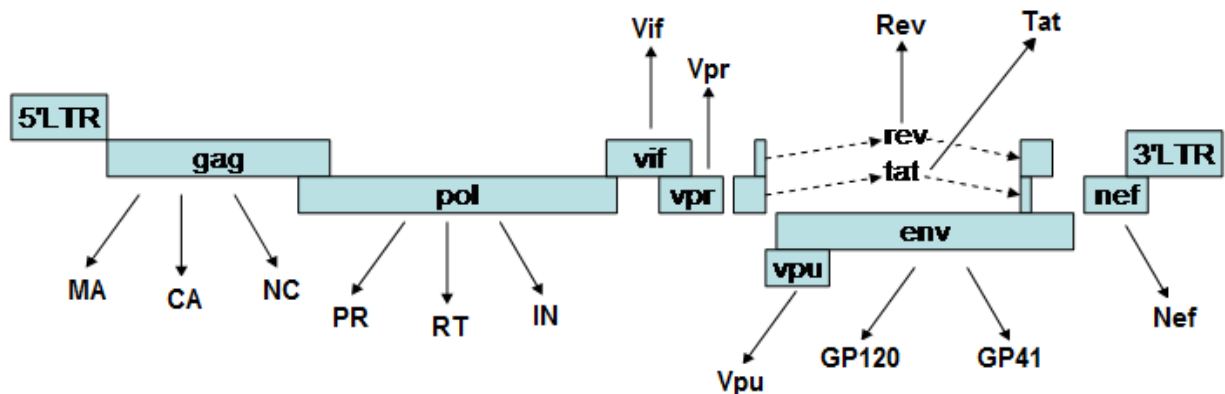 Vif
Rev
Tat
Vpr
5'LTR
gag
vif
rev
3'LTR
tat
pol
vpr
nef
env
vpu
MA
CA
NC
PR
RT
IN
Vpu
GP120
GP41
Nef